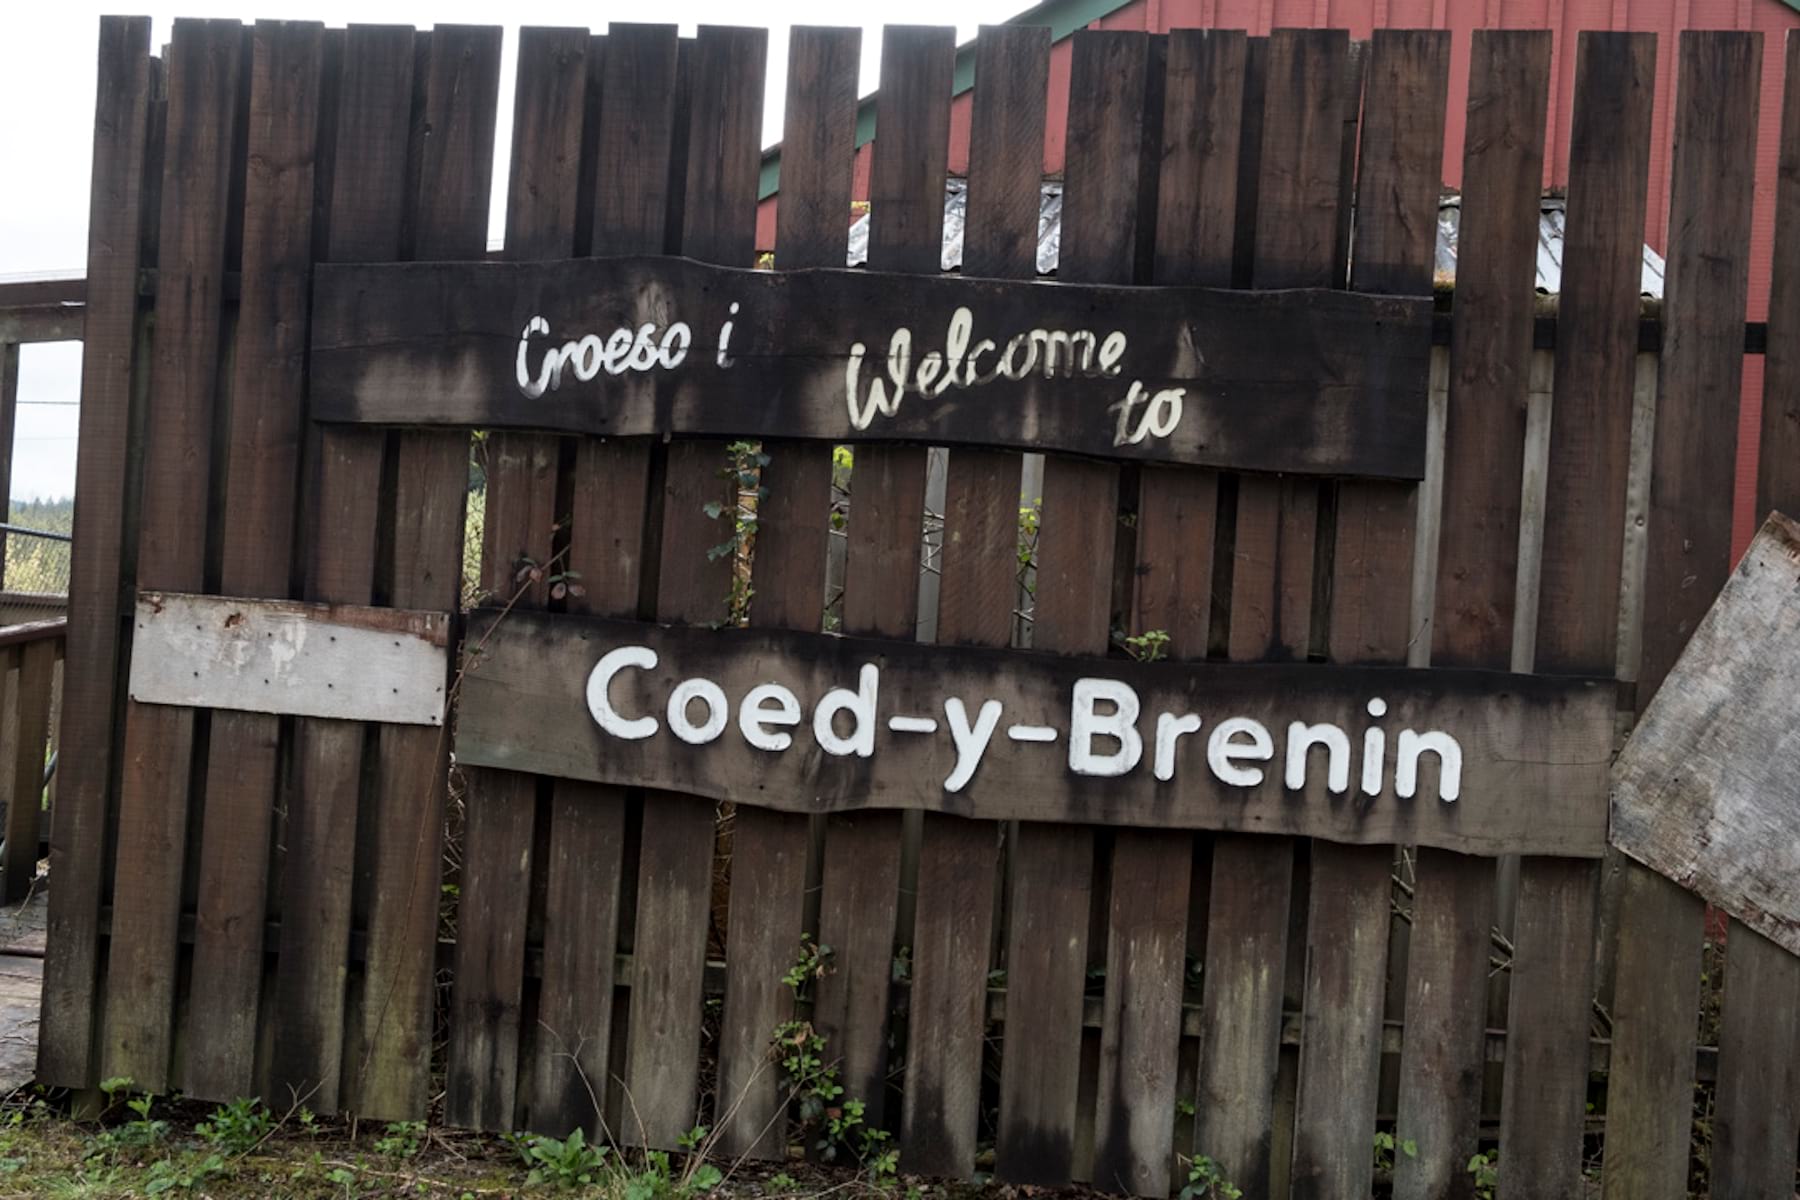 Croeso i Welcome
to
Coed-y-Brenin